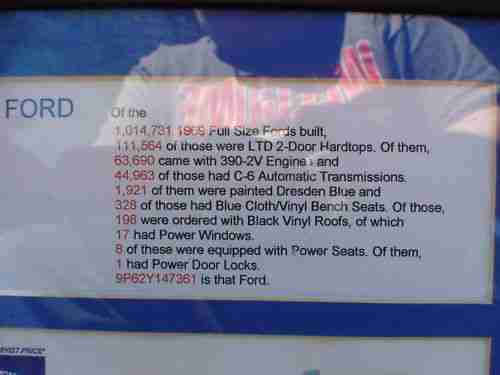 FORD
Of the
1,014,731 1969 Full Size Fords built,
111,564 of those were LTD 2-Door Hardtops. Of them,
63,690 came with 390-2V Engines and
44,963 of those had C-6 Automatic Transmissions.
1,921 of them were painted Dresden Blue and
328 of those had Blue Cloth/Vinyl Bench Seats. Of those,
198 were ordered with Black Vinyl Roofs, of which
17 had Power Windows.
8 of these were equipped with Power Seats. Of them,
1 had Power Door Locks.
9P62Y147361 is that Ford.